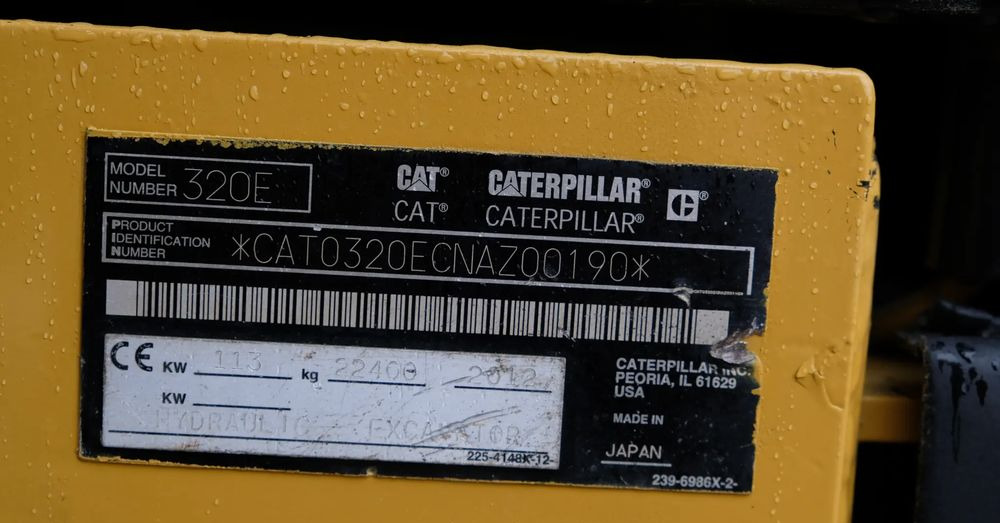 MODEL
NUMBER 320E
CAT® CATERPILLAR® C®
CAT® CATERPILLAR®
PRODUCT
IDENTIFICATION
NUMBER *CAT0320ECNAZ00190*
CE KW 113 kg 22400 2012
KW
HYDRAULIC EXCAVATOR
225-4148X-12-
CATERPILLAR INC.
PEORIA, IL 61629
USA
MADE IN
JAPAN
239-6986X-2-